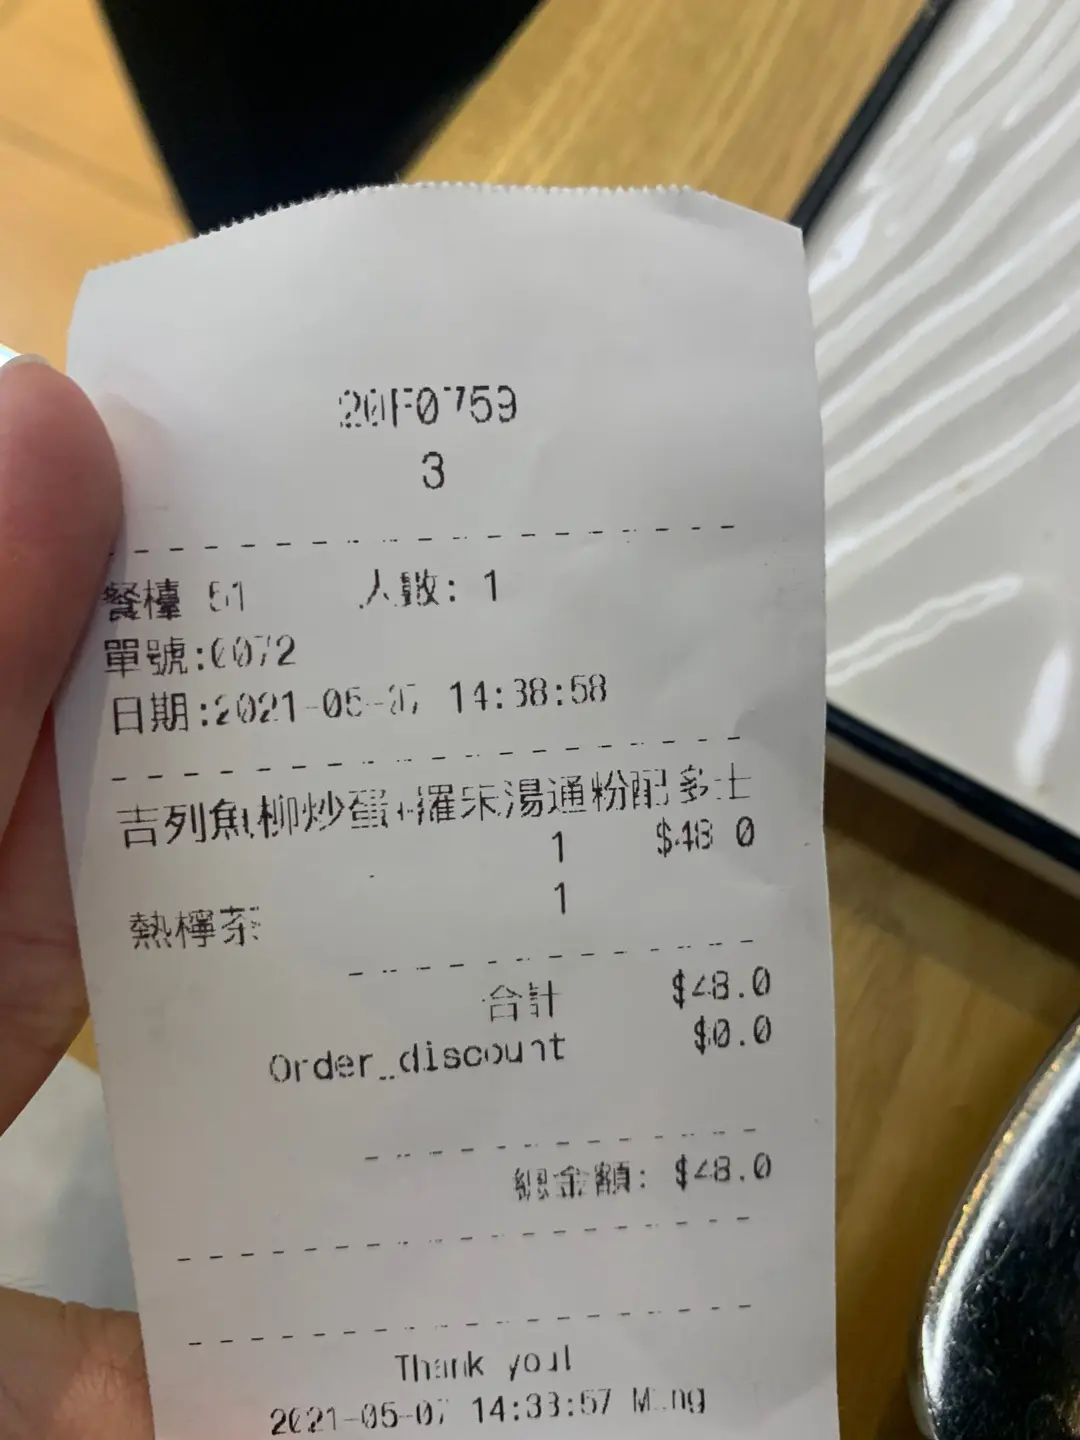 20F0759
3
餐檯 51 人數: 1
單號:0072
日期:2021-05-07 14:38:58
吉列魚柳炒蛋+羅宋湯通粉配多士
1 $48.0
熱檸茶 1
合計 $48.0
Order_discount $0.0
總金額: $48.0
Thank you!
2021-05-07 14:38:57